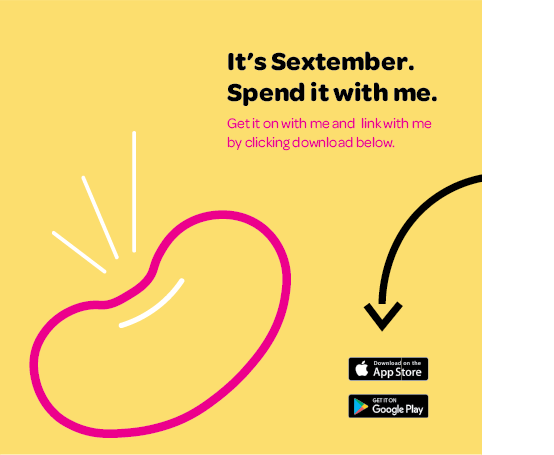 It's Sextember.
Spend it with me.
Get it on with me and link with me
by clicking download below.
Download on the
App Store
GET IT ON
Google Play